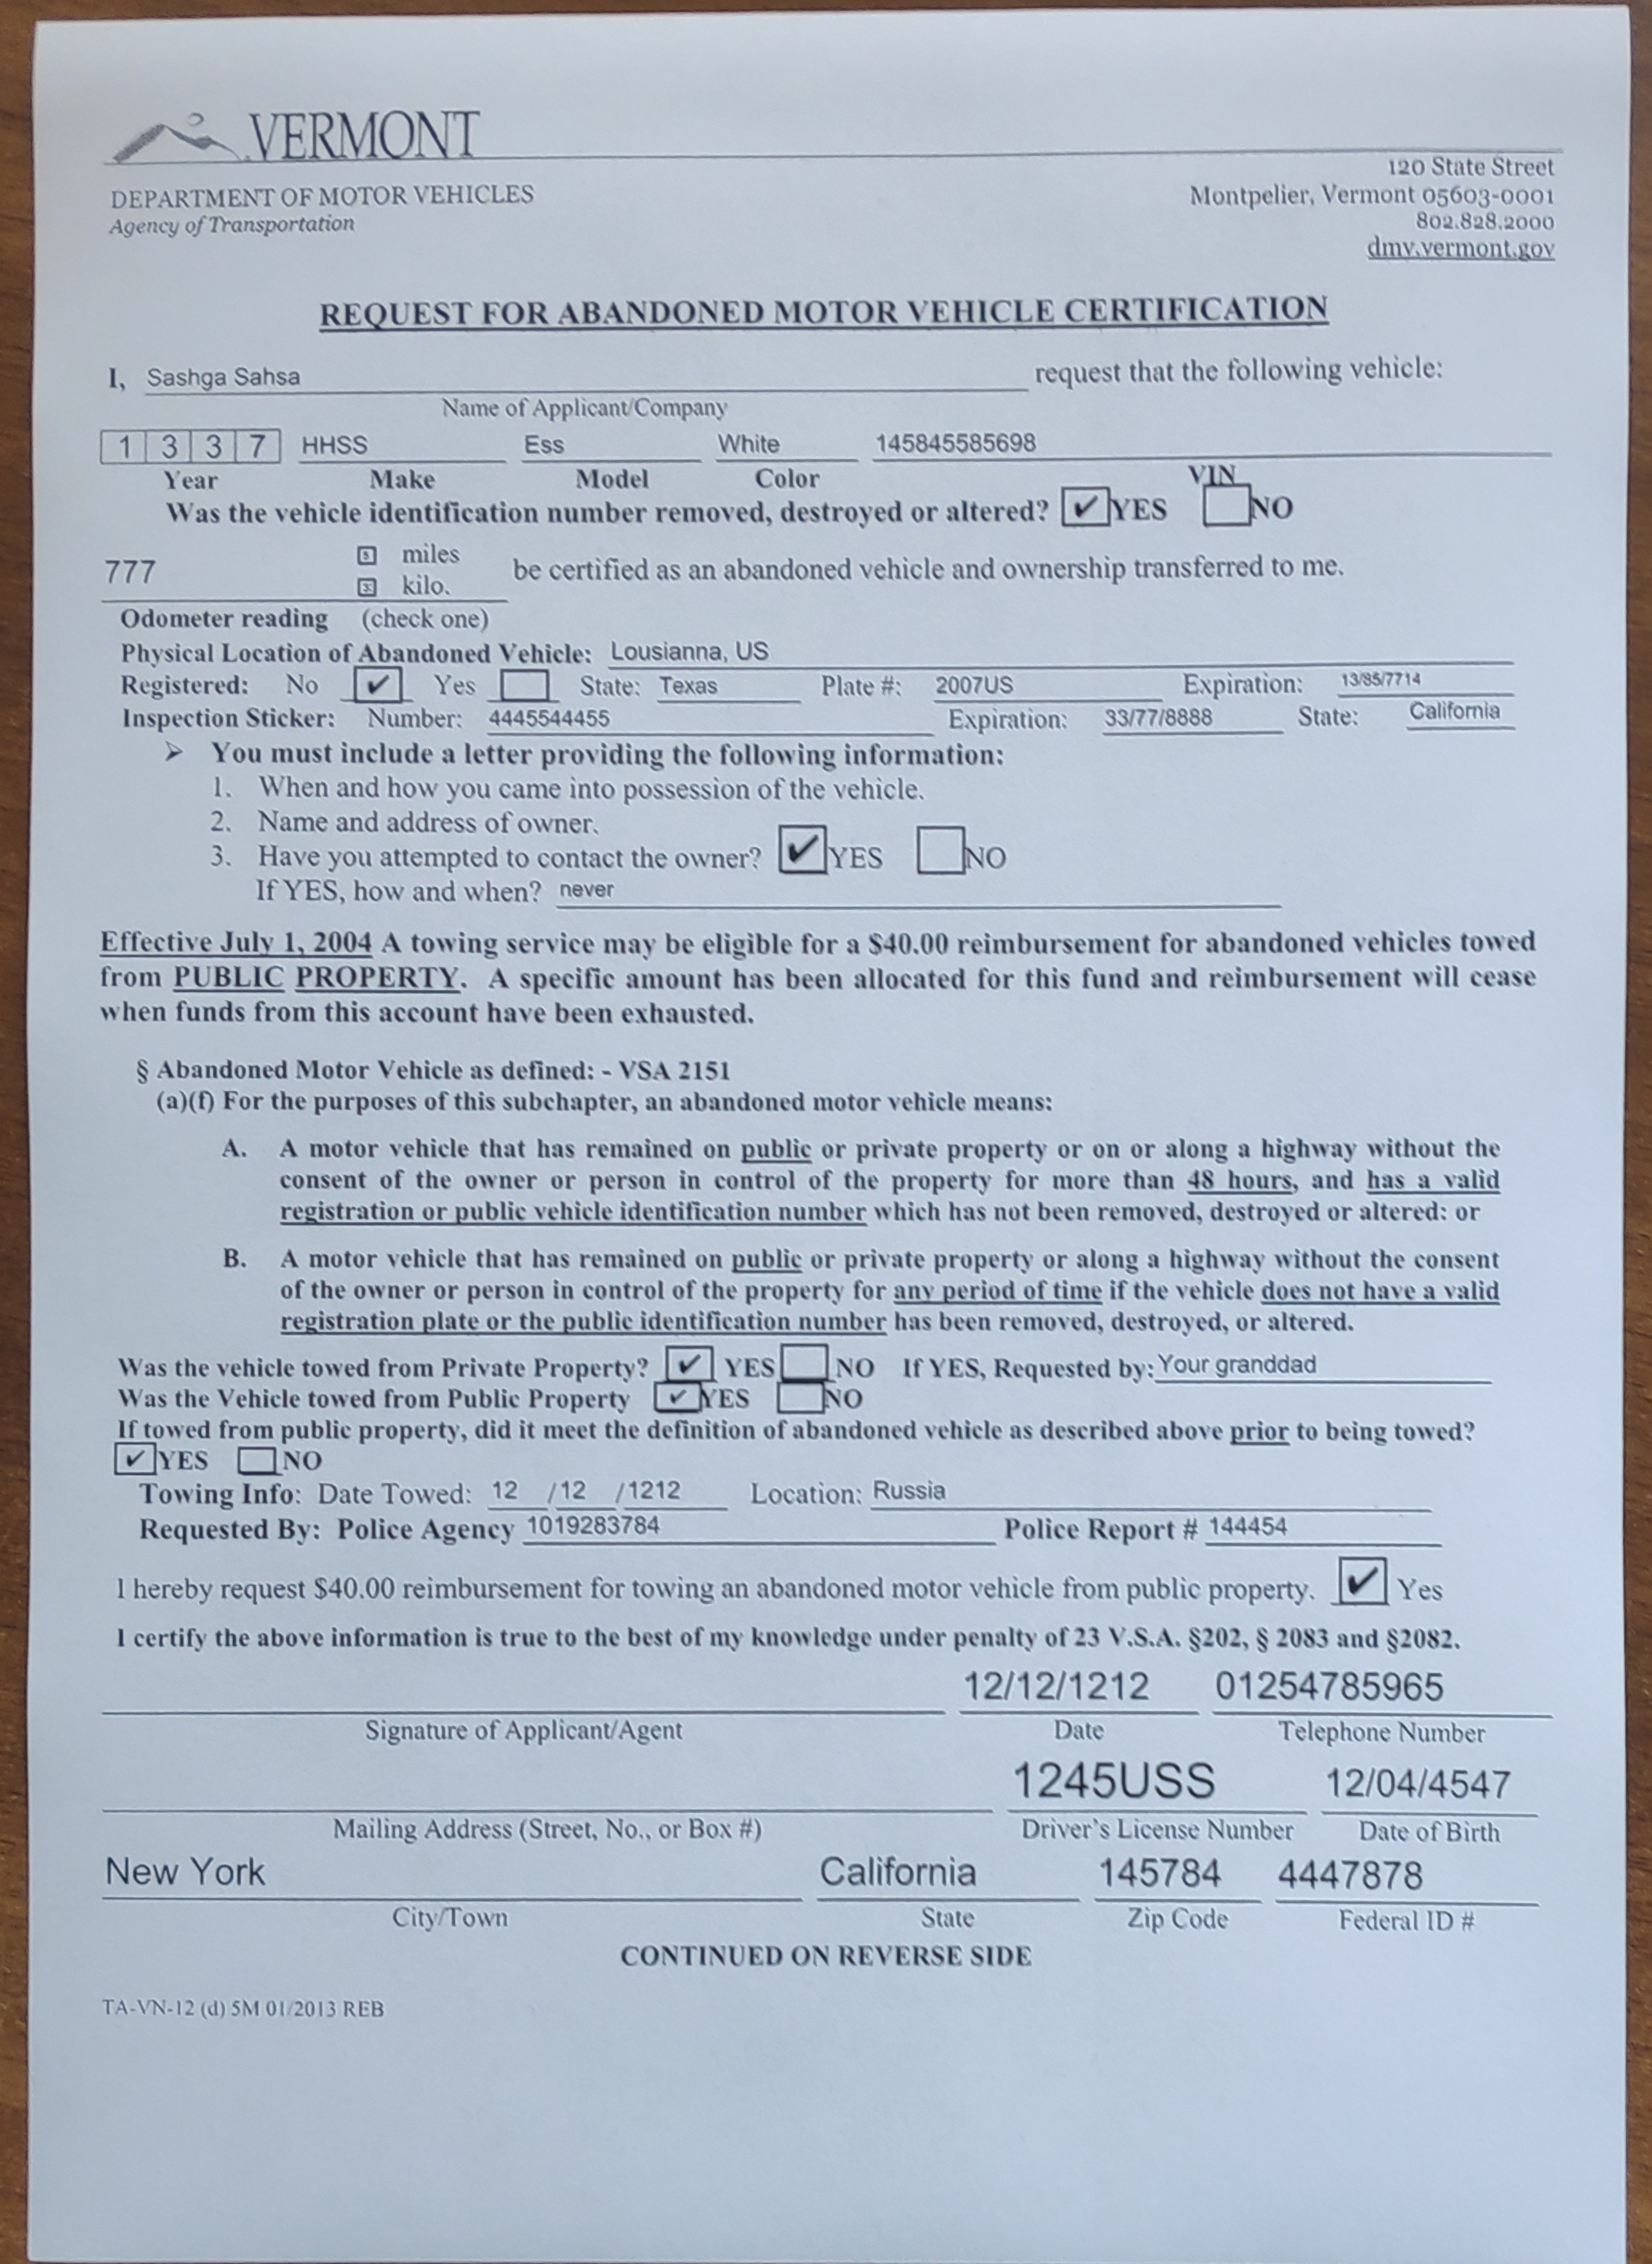 VERMONT
120 State Street
DEPARTMENT OF MOTOR VEHICLES
Montpelier, Vermont 05603-0001
Agency of Transportation
802.828.2000
dmv.vermont.gov
REQUEST FOR ABANDONED MOTOR VEHICLE CERTIFICATION
I, Sashga Sahsa request that the following vehicle:
Name of Applicant/Company
1 3 3 7 HHSS Ess White 145845585698
Year Make Model Color VIN
Was the vehicle identification number removed, destroyed or altered? ✔ YES NO
777 miles
kilo. be certified as an abandoned vehicle and ownership transferred to me.
Odometer reading (check one)
Physical Location of Abandoned Vehicle: Lousianna, US
Registered: No ✔ Yes State: Texas Plate #: 2007US Expiration: 13/85/7714
Inspection Sticker: Number: 4445544455 Expiration: 33/77/8888 State: California
➢ You must include a letter providing the following information:
1. When and how you came into possession of the vehicle.
2. Name and address of owner.
3. Have you attempted to contact the owner? ✔ YES NO
If YES, how and when? never
Effective July 1, 2004 A towing service may be eligible for a $40.00 reimbursement for abandoned vehicles towed
from PUBLIC PROPERTY. A specific amount has been allocated for this fund and reimbursement will cease
when funds from this account have been exhausted.
§ Abandoned Motor Vehicle as defined: - VSA 2151
(a)(f) For the purposes of this subchapter, an abandoned motor vehicle means:
A. A motor vehicle that has remained on public or private property or on or along a highway without the
consent of the owner or person in control of the property for more than 48 hours, and has a valid
registration or public vehicle identification number which has not been removed, destroyed or altered: or
B. A motor vehicle that has remained on public or private property or along a highway without the consent
of the owner or person in control of the property for any period of time if the vehicle does not have a valid
registration plate or the public identification number has been removed, destroyed, or altered.
Was the vehicle towed from Private Property? ✔ YES NO If YES, Requested by: Your granddad
Was the Vehicle towed from Public Property ✔ YES NO
If towed from public property, did it meet the definition of abandoned vehicle as described above prior to being towed?
✔ YES NO
Towing Info: Date Towed: 12 / 12 / 1212 Location: Russia
Requested By: Police Agency 1019283784 Police Report # 144454
I hereby request $40.00 reimbursement for towing an abandoned motor vehicle from public property. ✔ Yes
I certify the above information is true to the best of my knowledge under penalty of 23 V.S.A. §202, § 2083 and §2082.
12/12/1212 01254785965
Signature of Applicant/Agent Date Telephone Number
1245USS 12/04/4547
Mailing Address (Street, No., or Box #) Driver's License Number Date of Birth
New York California 145784 4447878
City/Town State Zip Code Federal ID #
CONTINUED ON REVERSE SIDE
TA-VN-12 (d) 5M 01/2013 REB